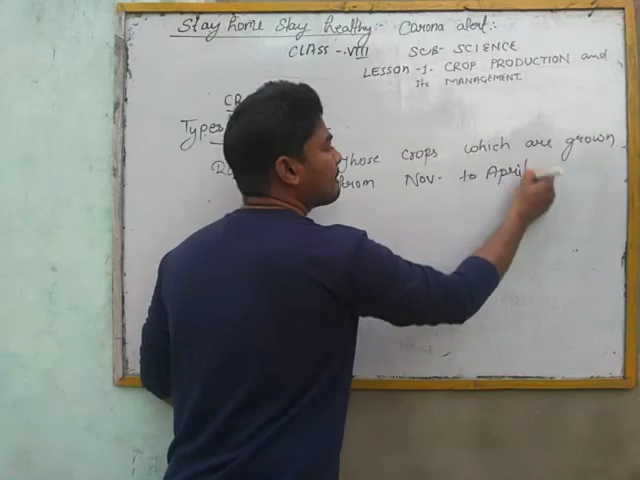 Stay home Stay healthy:- Carona alert:-
CLASS -: VIII SUB- SCIENCE
LESSON -1. CROP PRODUCTION and
its MANAGEMENT.
CR
Types
those crops which are grown
from Nov. to April